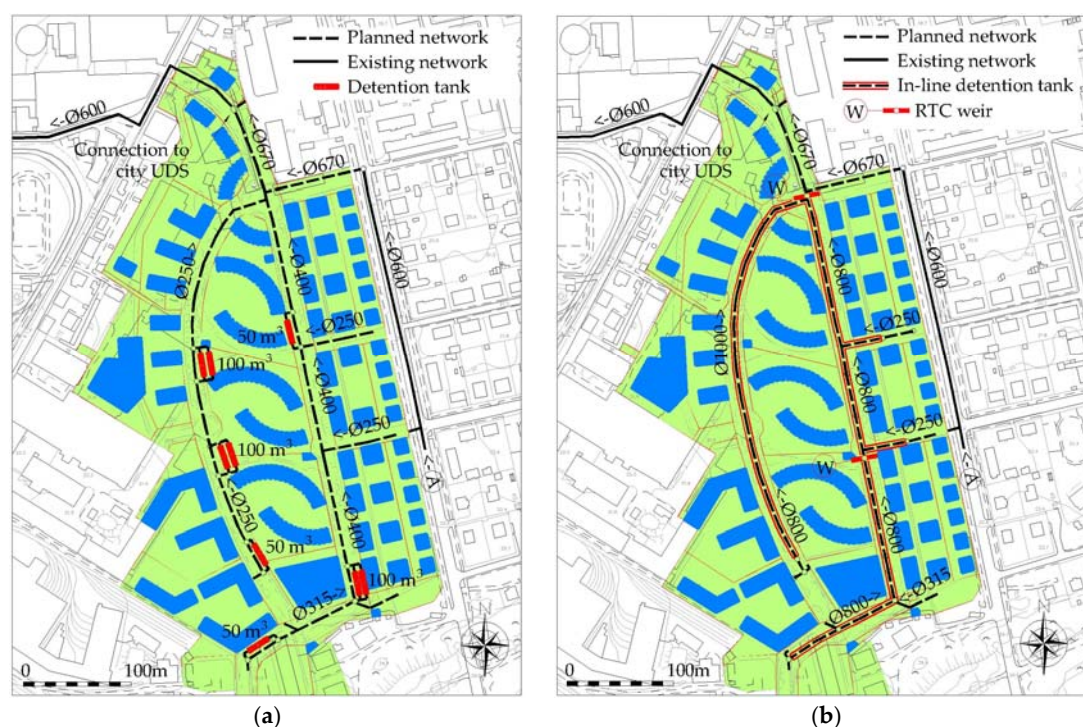 Planned network
Existing network
Detention tank
<-Ø600
Connection to
city UDS
<-Ø670
<-Ø670
Ø250->
<-Ø400
<-Ø600
50 m³
<-Ø250
100 m³
<-Ø400
<-Ø250
100 m³
<-A
<-Ø250
<-Ø400
50 m³
100 m³
Ø315->
50 m³
N
0 100m
(a)
Planned network
Existing network
In-line detention tank
W RTC weir
<-Ø600
Connection to
city UDS
<-Ø670
<-Ø670
W
<-Ø800
<-Ø600
Ø1000->
<-Ø250
<-Ø800
<-Ø250
W
<-A
<-Ø800
<-Ø800
<-Ø315
Ø800->
N
0 100m
(b)